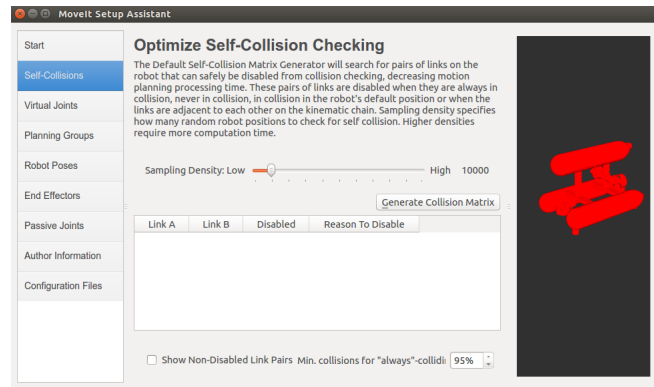 MoveIt Setup Assistant
Start
Self-Collisions
Virtual Joints
Planning Groups
Robot Poses
End Effectors
Passive Joints
Author Information
Configuration Files
Optimize Self-Collision Checking
The Default Self-Collision Matrix Generator will search for pairs of links on the
robot that can safely be disabled from collision checking, decreasing motion
planning processing time. These pairs of links are disabled when they are always in
collision, never in collision, in collision in the robot's default position or when the
links are adjacent to each other on the kinematic chain. Sampling density specifies
how many random robot positions to check for self collision. Higher densities
require more computation time.
Sampling Density: Low High 10000
Generate Collision Matrix
Link A Link B Disabled Reason To Disable
Show Non-Disabled Link Pairs Min. collisions for "always"-collidi 95%